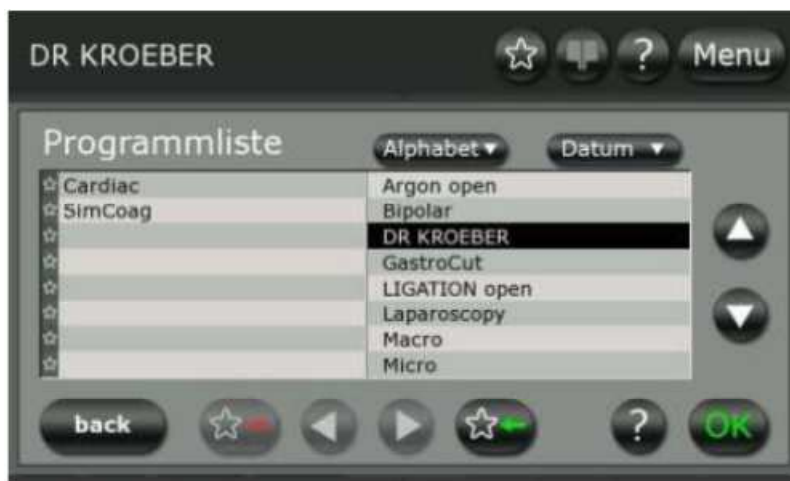 DR KROEBER
? Menu
Programmliste
Alphabet▼ Datum ▼
Cardiac
SimCoag
Argon open
Bipolar
DR KROEBER
GastroCut
LIGATION open
Laparoscopy
Macro
Micro
back ? OK